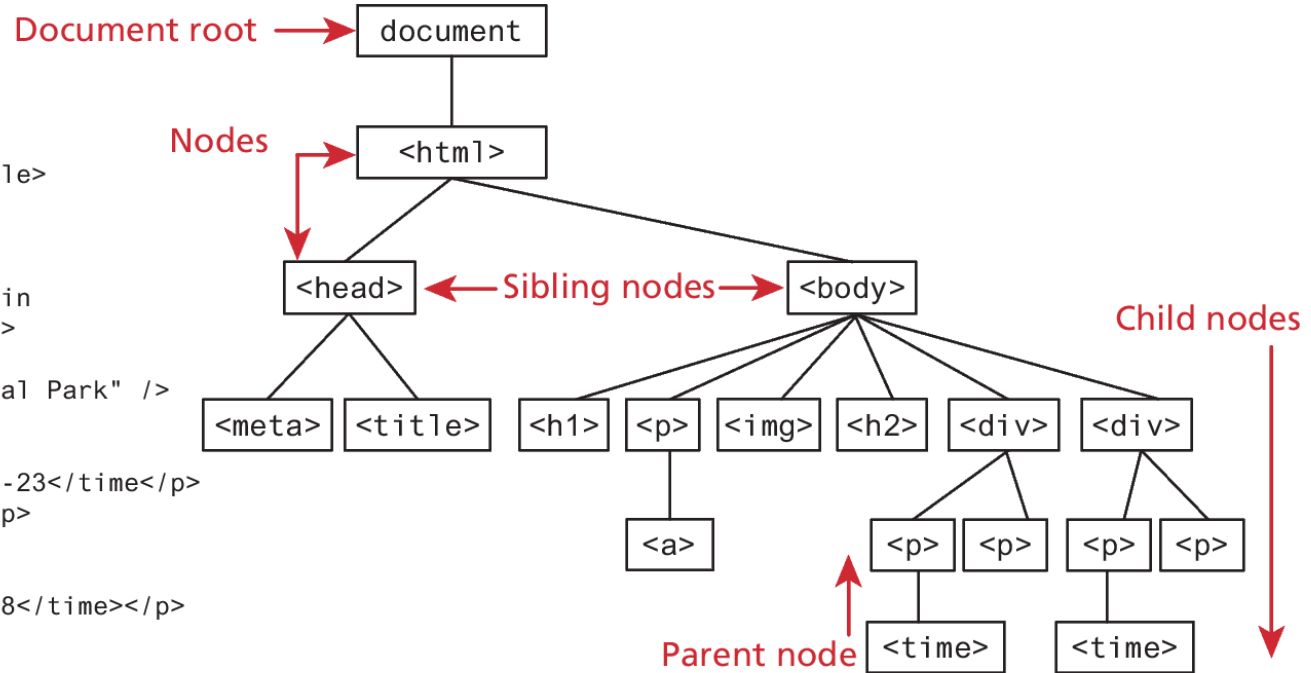 Document root
document
Nodes
<html>
le>
<head>
Sibling nodes
<body>
in
>
Child nodes
al Park" />
<meta>
<title>
<h1>
<p>
<img>
<h2>
<div>
<div>
-23</time</p>
p>
<a>
<p>
<p>
<p>
<p>
8</time></p>
Parent node
<time>
<time>